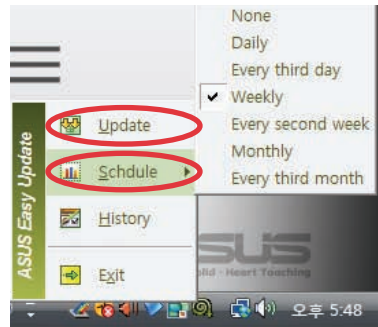 None
Daily
Every third day
Weekly
Every second week
Monthly
Every third month
ASUS Easy Update
Update
Schdule
History
Exit
SUS
olid · Heart Touching
오후 5:48